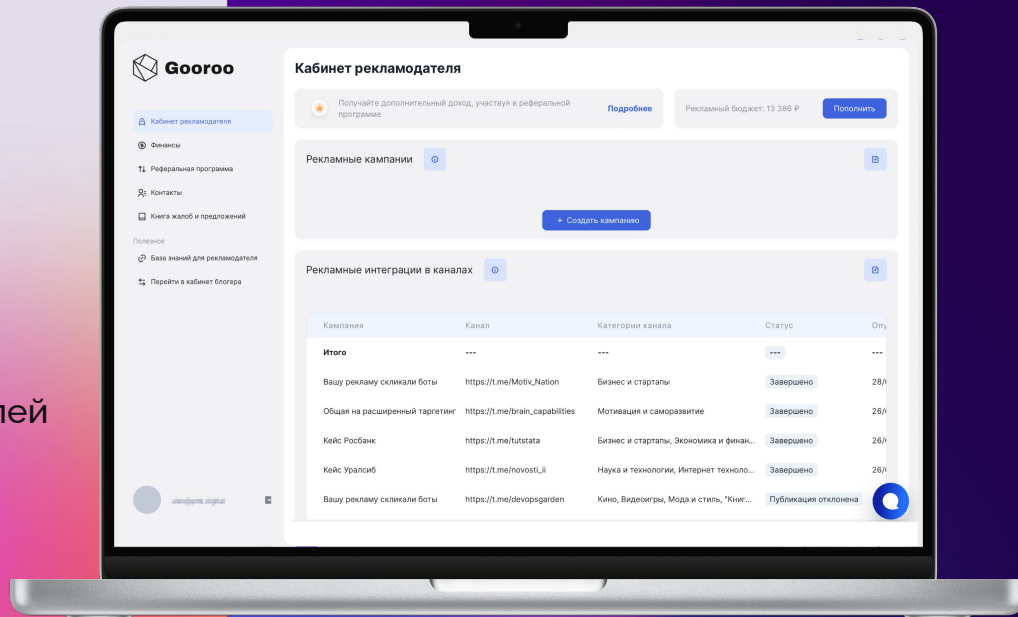 лей
Gooroo
Кабинет рекламодателя
Финансы
Реферальная программа
Контакты
Книга жалоб и предложений
Полезное
База знаний для рекламодателя
Перейти в кабинет блогера
Кабинет рекламодателя
Получайте дополнительный доход, участвуя в реферальной
программе
Подробнее
Рекламный бюджет: 13 386 ₽
Пополнить
Рекламные кампании
+ Создать кампанию
Рекламные интеграции в каналах
Кампания Канал Категории канала Статус Опу
Итого --- --- --- ---
Вашу рекламу скликали боты https://t.me/Motiv_Nation Бизнес и стартапы Завершено 28/
Общая на расширенный таргетинг https://t.me/brain_capabilities Мотивация и саморазвитие Завершено 26/
Кейс Росбанк https://t.me/tutstata Бизнес и стартапы, Экономика и финан... Завершено 26/
Кейс Уралсиб https://t.me/novosti_ii Наука и технологии, Интернет техноло... Завершено 26/
Вашу рекламу скликали боты https://t.me/devopsgarden Кино, Видеоигры, Мода и стиль, "Книг... Публикация отклонена